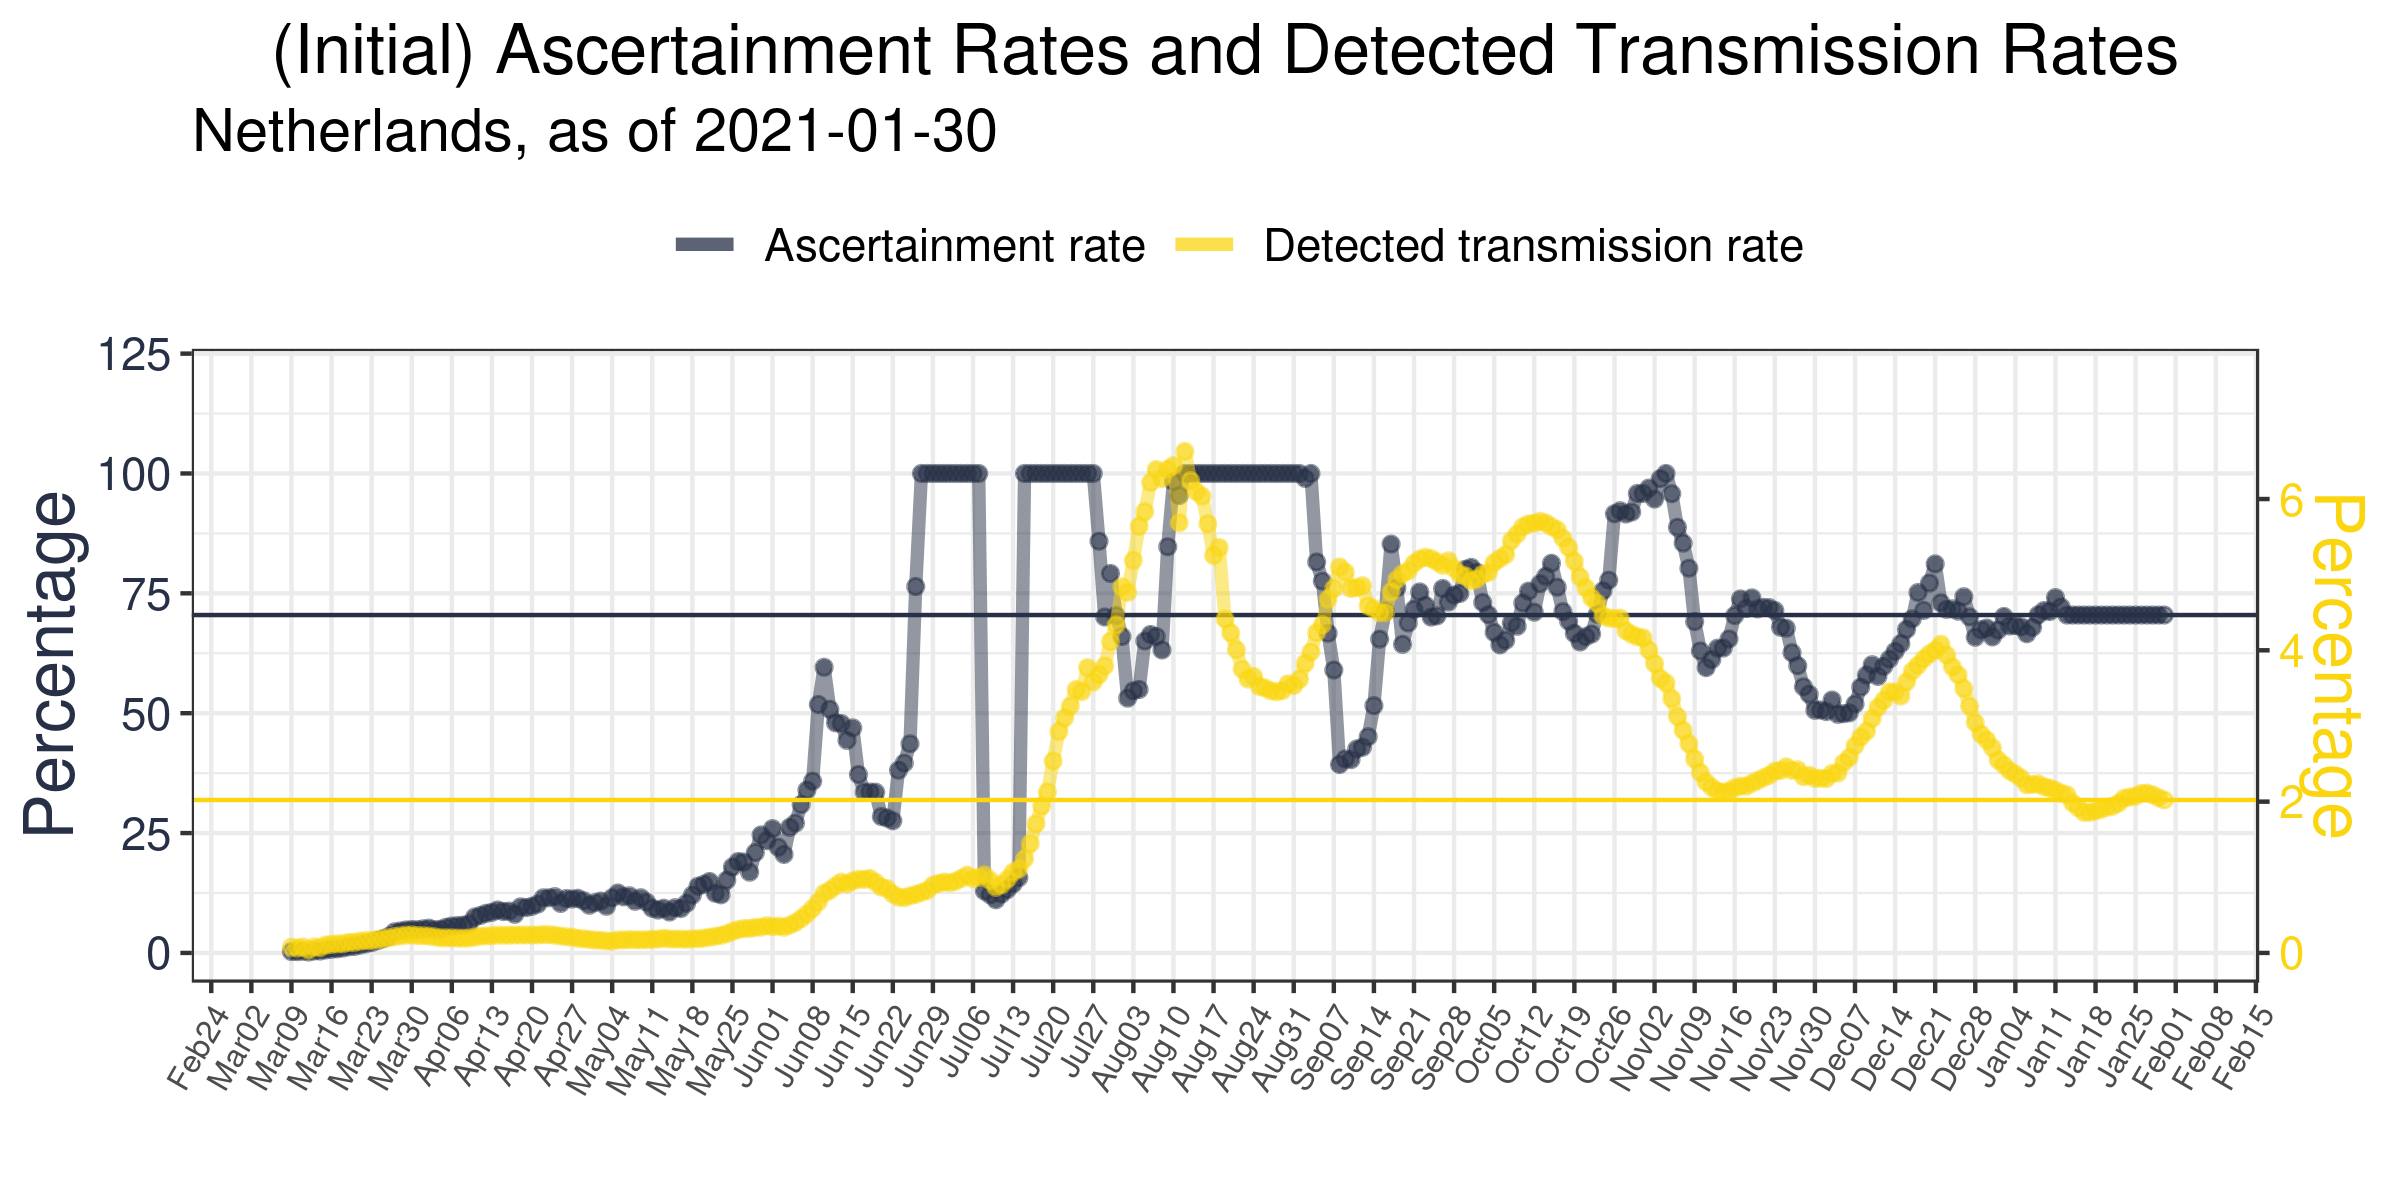 (Initial) Ascertainment Rates and Detected Transmission Rates
Netherlands, as of 2021-01-30
Ascertainment rate
Detected transmission rate
125
100
75
50
25
0
Percentage
6
4
2
0
Percentage
Feb24
Mar02
Mar09
Mar16
Mar23
Mar30
Apr06
Apr13
Apr20
Apr27
May04
May11
May18
May25
Jun01
Jun08
Jun15
Jun22
Jun29
Jul06
Jul13
Jul20
Jul27
Aug03
Aug10
Aug17
Aug24
Aug31
Sep07
Sep14
Sep21
Sep28
Oct05
Oct12
Oct19
Oct26
Nov02
Nov09
Nov16
Nov23
Nov30
Dec07
Dec14
Dec21
Dec28
Jan04
Jan11
Jan18
Jan25
Feb01
Feb08
Feb15